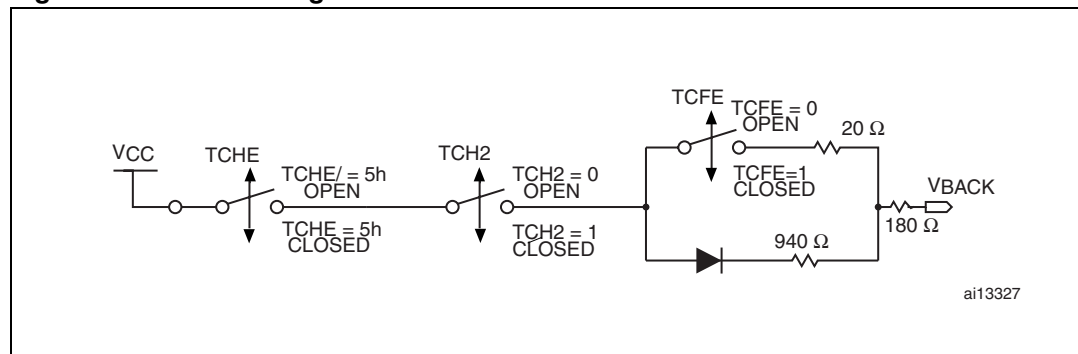 VCC
TCHE
TCHE/ = 5h
OPEN
TCHE = 5h
CLOSED
TCH2
TCH2 = 0
OPEN
TCH2 = 1
CLOSED
TCFE
TCFE = 0
OPEN
TCFE=1
CLOSED
20 Ω
940 Ω
VBACK
180 Ω
ai13327